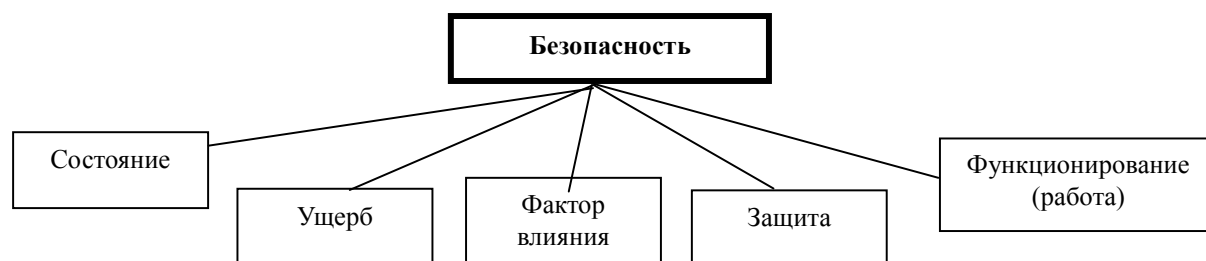 Безопасность
Состояние
Ущерб
Фактор
влияния
Защита
Функционирование
(работа)